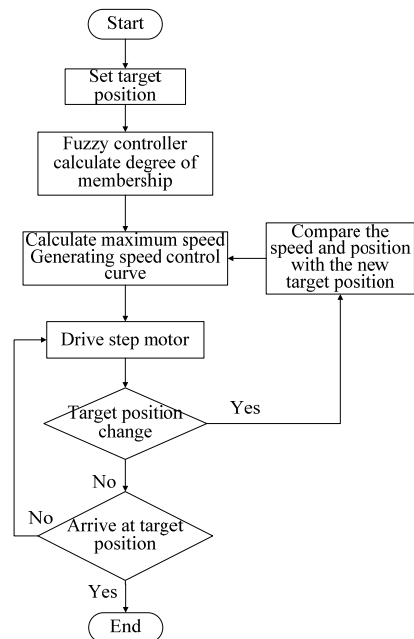 Start
Set target
position
Fuzzy controller
calculate degree of
membership
Calculate maximum speed
Generating speed control
curve
Compare the
speed and position
with the new
target position
Drive step motor
Target position
change
Yes
No
Arrive at target
position
No
Yes
End